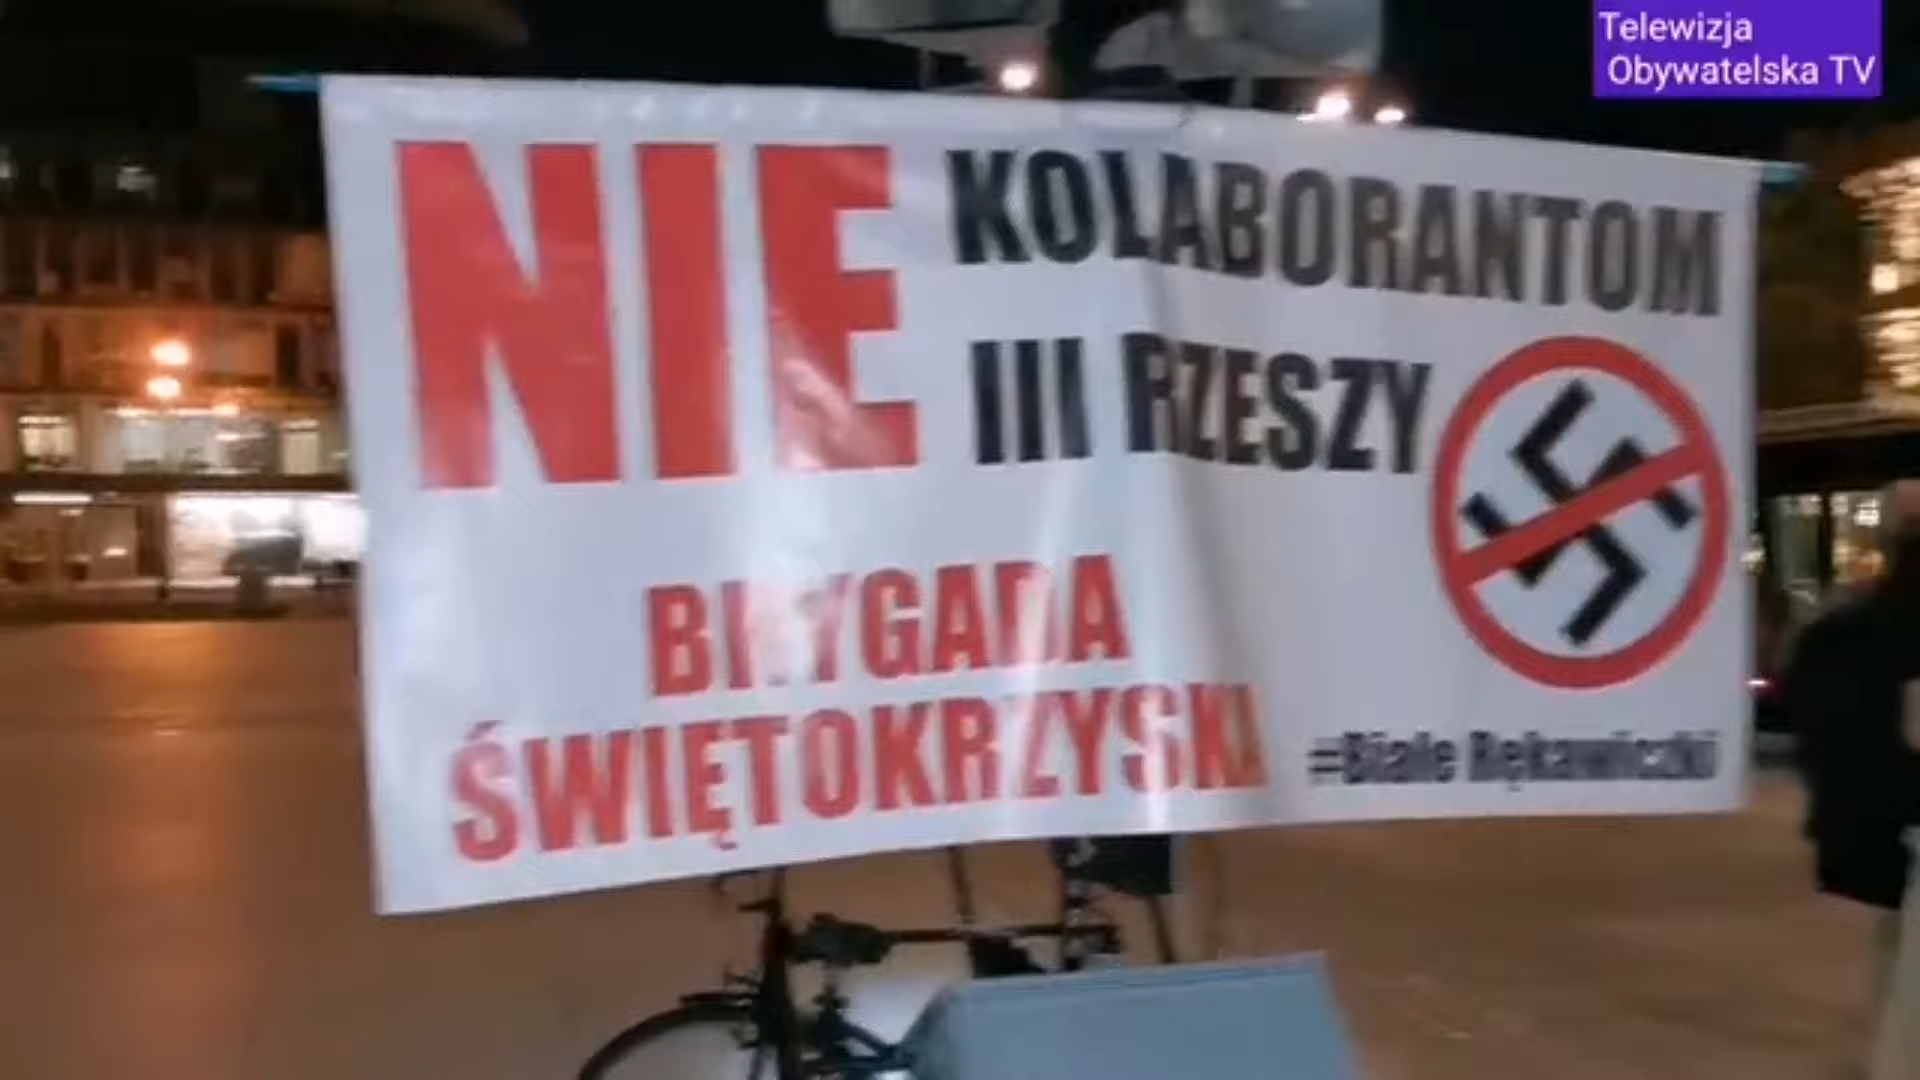 Telewizja
Obywatelska TV
NIE KOLABORANTOM
III RZESZY
BRYGADA
ŚWIĘTOKRZYSKA
#Białe Rękawiczki